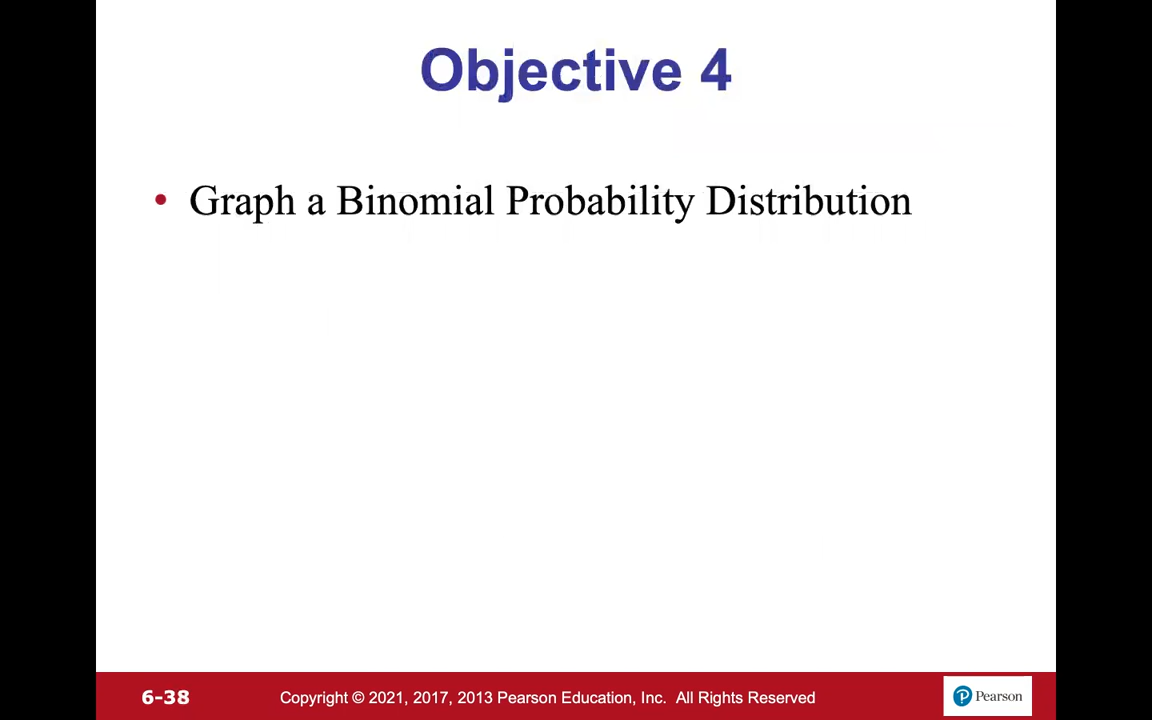 Objective 4
• Graph a Binomial Probability Distribution
6-38
Copyright © 2021, 2017, 2013 Pearson Education, Inc. All Rights Reserved
P Pearson